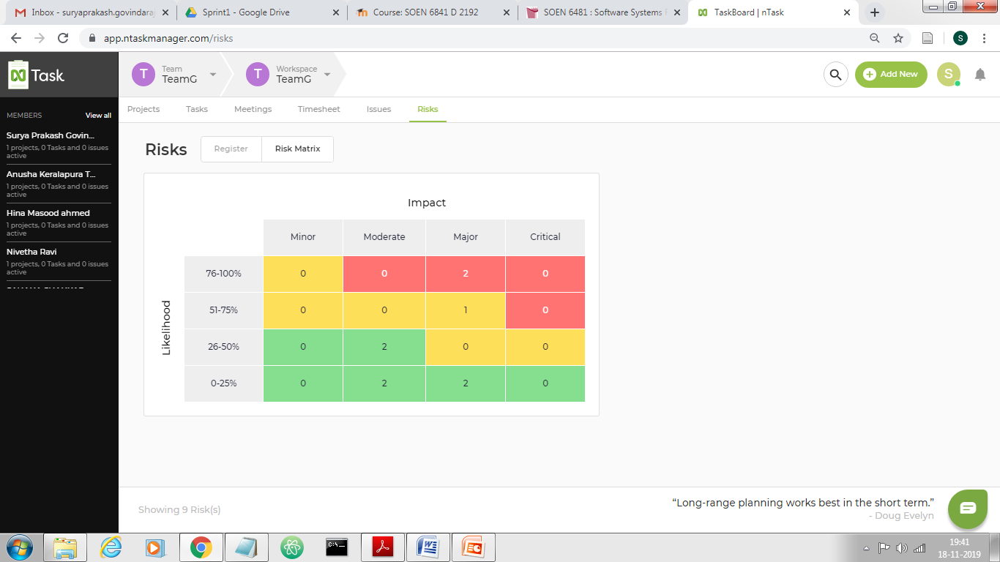 Inbox - suryaprakash.govindara
Sprint1 - Google Drive
Course: SOEN 6841 D 2192
SOEN 6481 : Software Systems
TaskBoard | nTask
app.ntaskmanager.com/risks
S
Task
T
Team
TeamG
T
Workspace
TeamG
Add New
S
Projects
Tasks
Meetings
Timesheet
Issues
Risks
MEMBERS
View all
Surya Prakash Govin...
1 projects, 0 Tasks and 0 issues
active
Anusha Keralapura T...
1 projects, 0 Tasks and 0 issues
active
Hina Masood ahmed
1 projects, 0 Tasks and 0 issues
active
Nivetha Ravi
1 projects, 0 Tasks and 0 issues
active
Risks
Register
Risk Matrix
Impact
Minor Moderate Major Critical
Likelihood
76-100% 0 0 2 0
51-75% 0 0 1 0
26-50% 0 2 0 0
0-25% 0 2 2 0
Showing 9 Risk(s)
“Long-range planning works best in the short term.”
- Doug Evelyn
19:41
18-11-2019